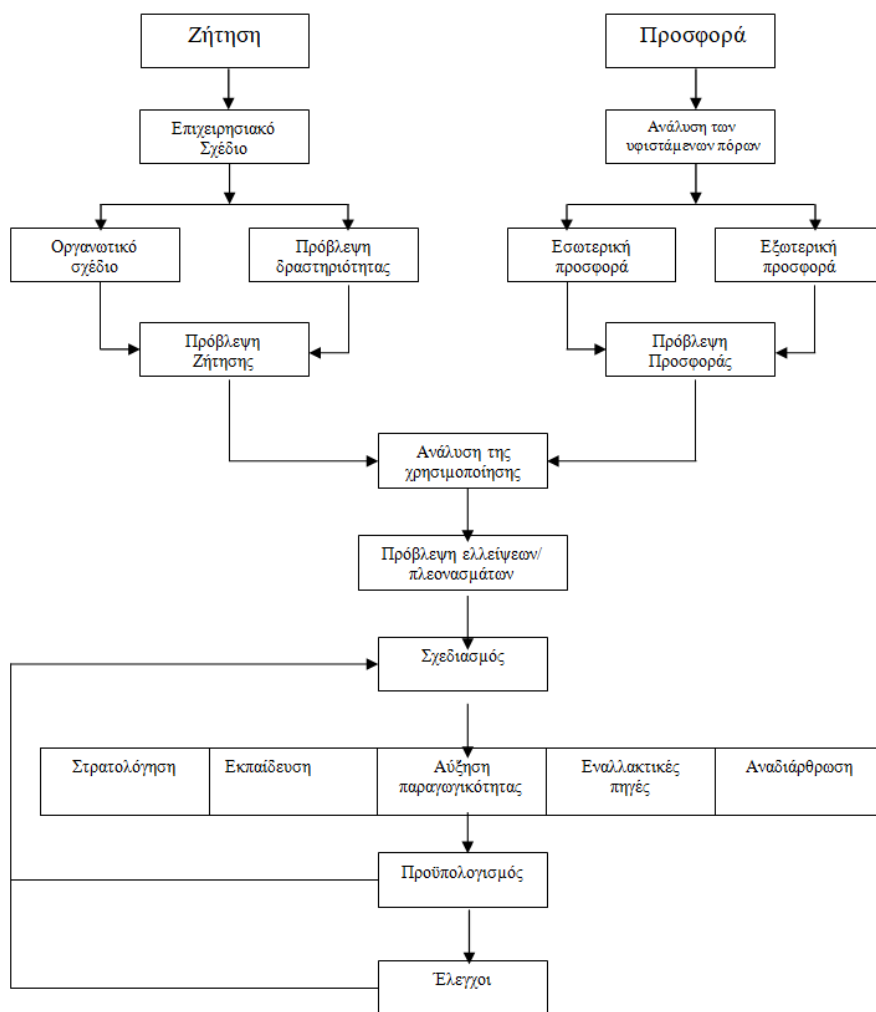 Ζήτηση
Προσφορά
Επιχειρησιακό
Σχέδιο
Ανάλυση των
υφιστάμενων πόρων
Οργανωτικό
σχέδιο
Πρόβλεψη
δραστηριότητας
Εσωτερική
προσφορά
Εξωτερική
προσφορά
Πρόβλεψη
Ζήτησης
Πρόβλεψη
Προσφοράς
Ανάλυση της
χρησιμοποίησης
Πρόβλεψη ελλείψεων/
πλεονασμάτων
Σχεδιασμός
Στρατολόγηση
Εκπαίδευση
Αύξηση
παραγωγικότητας
Εναλλακτικές
πηγές
Αναδιάρθρωση
Προϋπολογισμός
Έλεγχοι